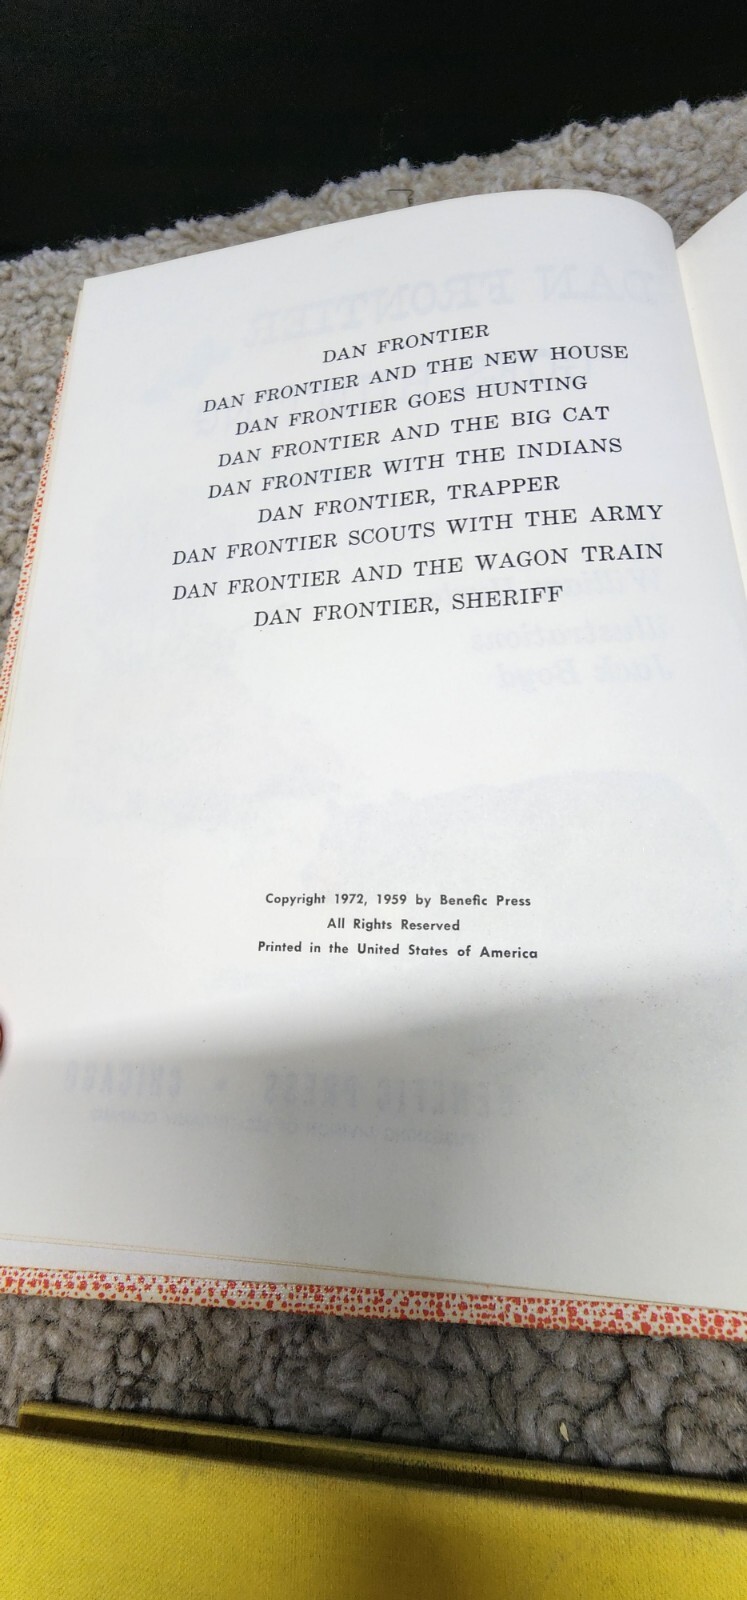 DAN FRONTIER
DAN FRONTIER AND THE NEW HOUSE
DAN FRONTIER GOES HUNTING
DAN FRONTIER AND THE BIG CAT
DAN FRONTIER WITH THE INDIANS
DAN FRONTIER, TRAPPER
DAN FRONTIER SCOUTS WITH THE ARMY
DAN FRONTIER AND THE WAGON TRAIN
DAN FRONTIER, SHERIFF
Copyright 1972, 1959 by Benefic Press
All Rights Reserved
Printed in the United States of America